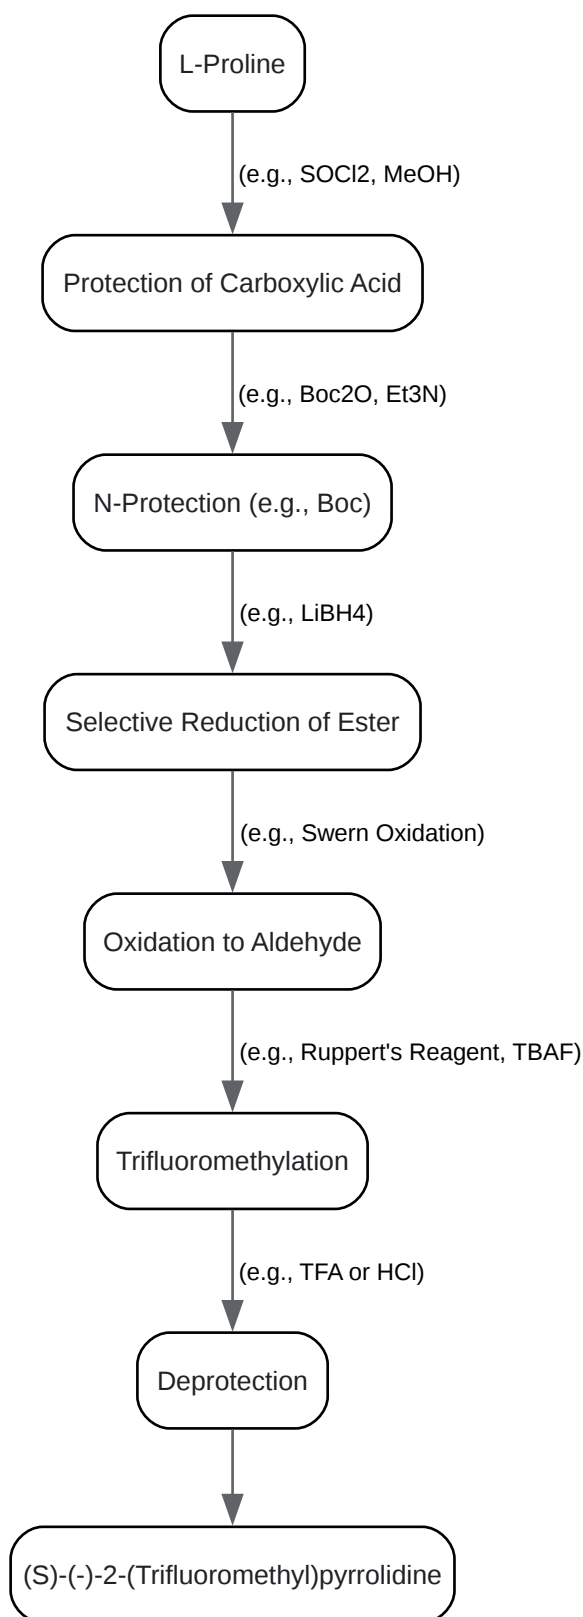 L-Proline
(e.g., SOCl2, MeOH)
Protection of Carboxylic Acid
(e.g., Boc2O, Et3N)
N-Protection (e.g., Boc)
(e.g., LiBH4)
Selective Reduction of Ester
(e.g., Swern Oxidation)
Oxidation to Aldehyde
(e.g., Ruppert's Reagent, TBAF)
Trifluoromethylation
(e.g., TFA or HCl)
Deprotection
(S)-(-)-2-(Trifluoromethyl)pyrrolidine